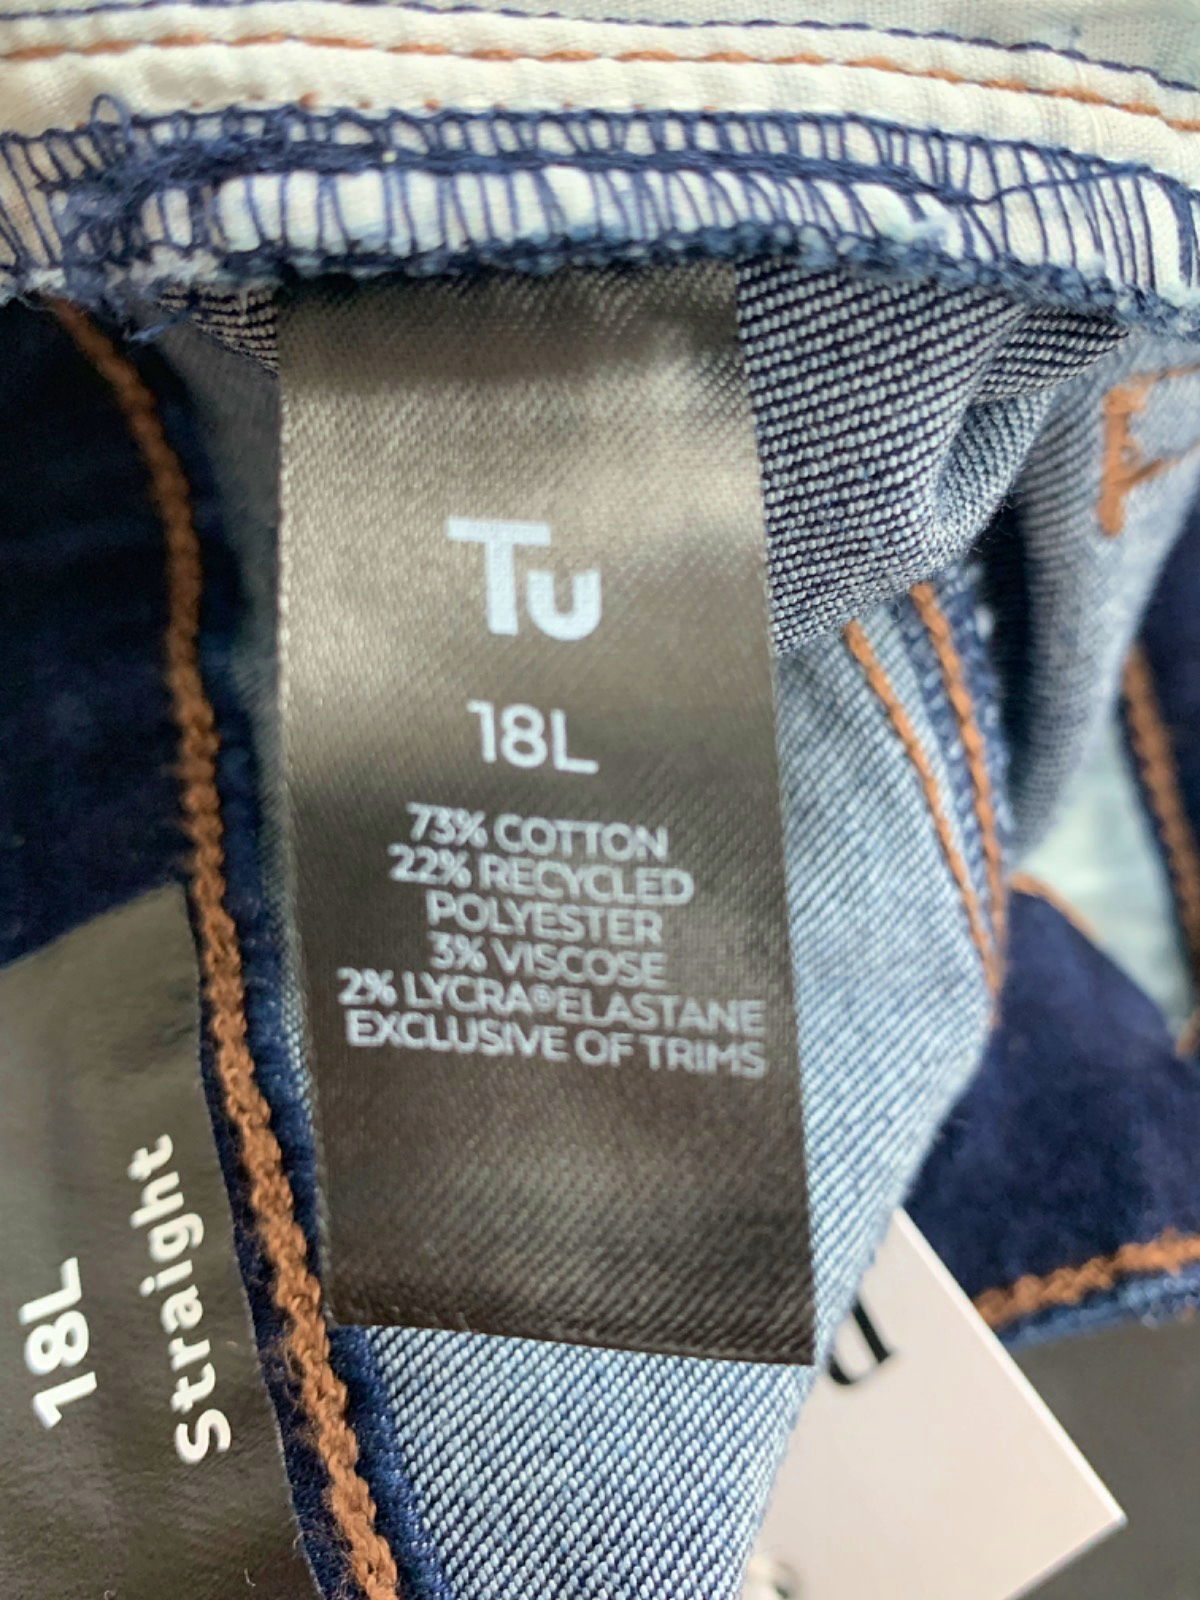 Tu
18L
73% COTTON
22% RECYCLED
POLYESTER
3% VISCOSE
2% LYCRA®ELASTANE
EXCLUSIVE OF TRIMS
18L
Straight